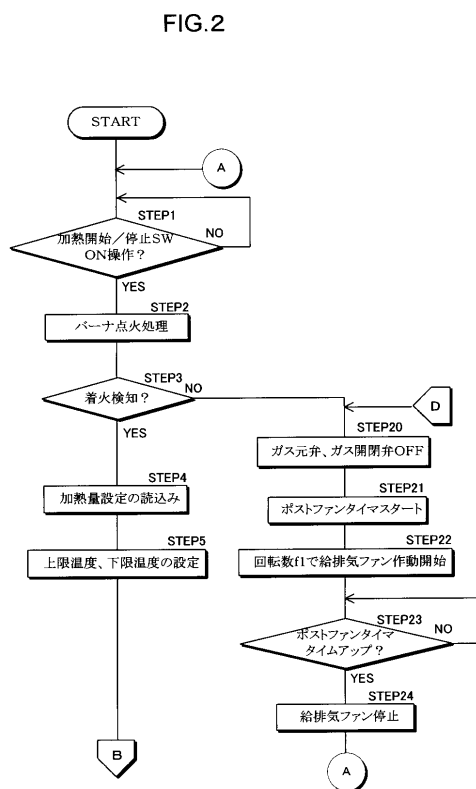 FIG.2
START
A
STEP1
加熱開始／停止SW
ON操作？
NO
YES
STEP2
バーナ点火処理
STEP3
着火検知？
NO
YES
STEP4
加熱量設定の読込み
STEP5
上限温度、下限温度の設定
B
D
STEP20
ガス元弁、ガス開閉弁OFF
STEP21
ポストファンタイマスタート
STEP22
回転数f1で給排気ファン作動開始
STEP23
ポストファンタイマ
タイムアップ？
NO
YES
STEP24
給排気ファン停止
A